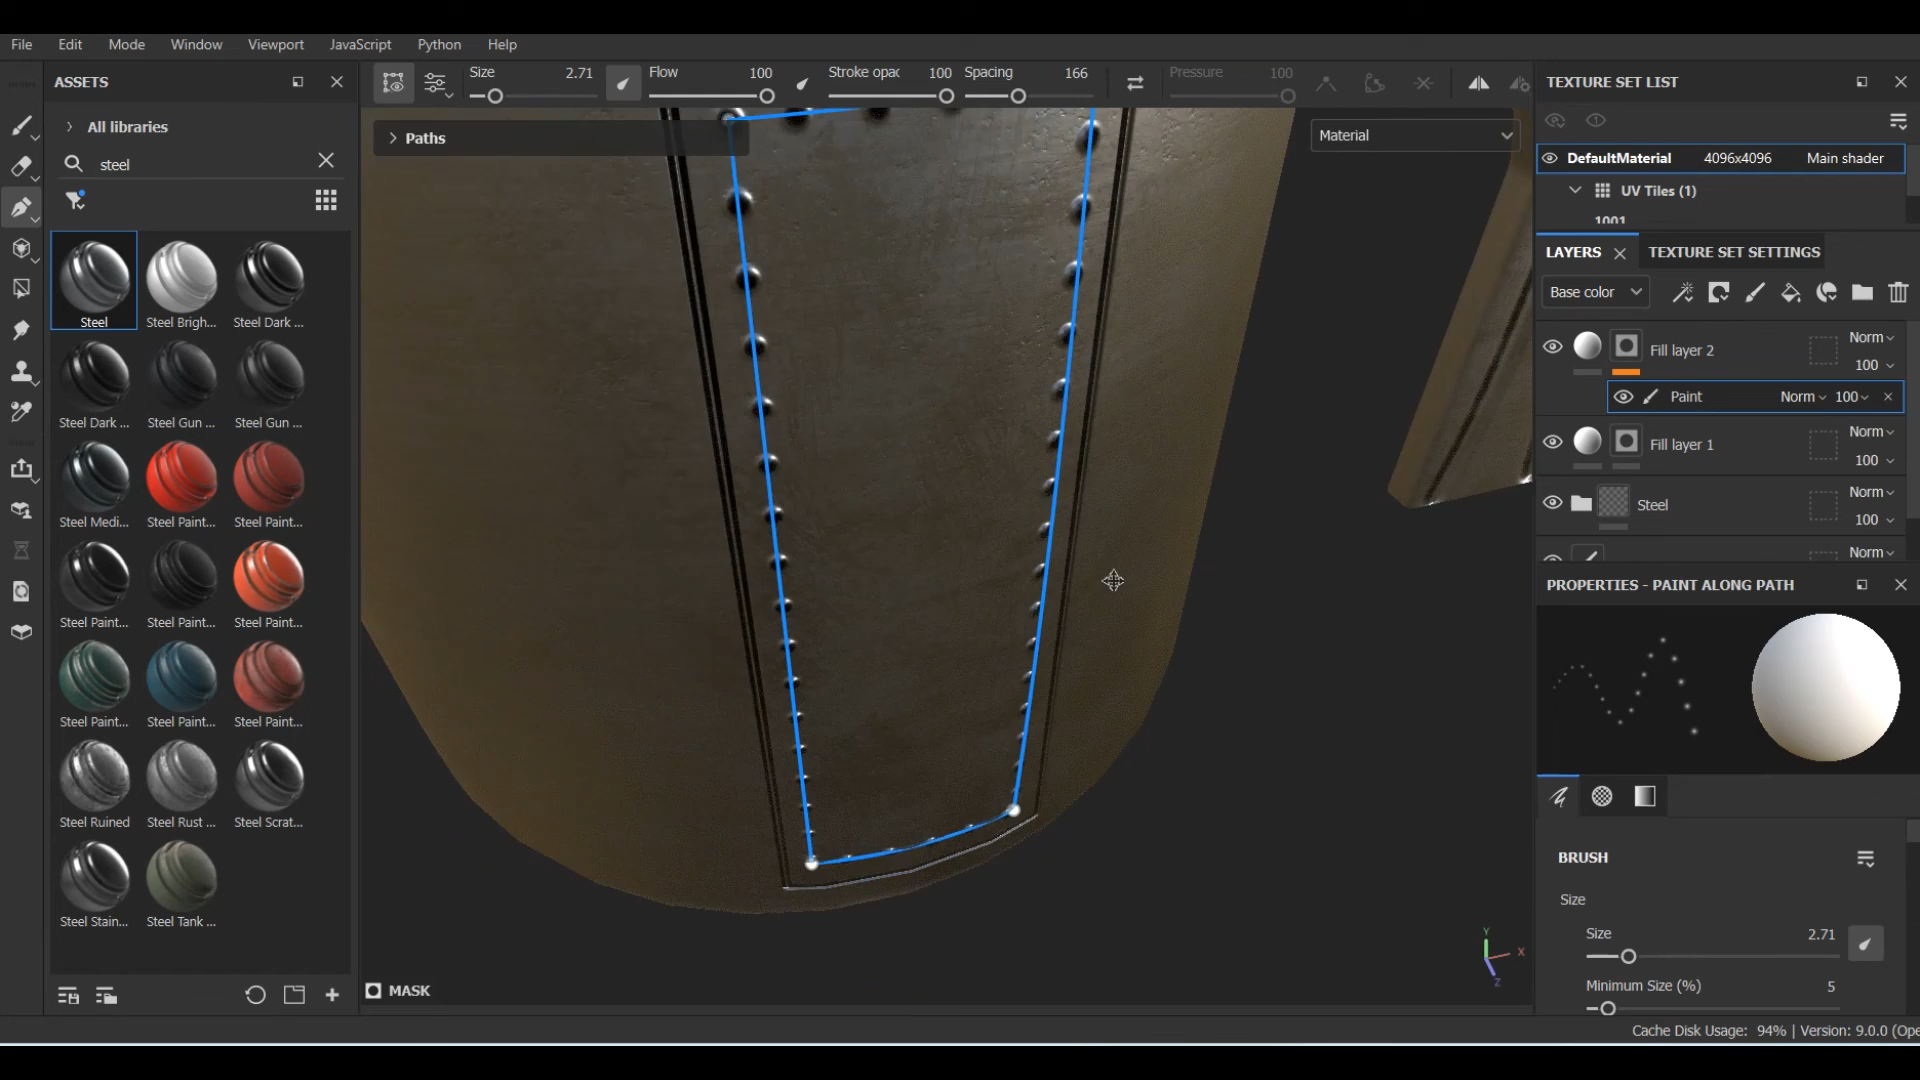 File Edit Mode Window Viewport JavaScript Python Help
ASSETS
All libraries
steel
Steel
Steel Brigh...
Steel Dark ...
Steel Dark ...
Steel Gun ...
Steel Gun ...
Steel Medi...
Steel Paint...
Steel Paint...
Steel Paint...
Steel Paint...
Steel Paint...
Steel Paint...
Steel Paint...
Steel Paint...
Steel Ruined
Steel Rust ...
Steel Scrat...
Steel Stain...
Steel Tank ...
Size 2.71
Flow 100
Stroke opac 100
Spacing 166
Pressure 100
Paths
Material
MASK
Y
X
Z
TEXTURE SET LIST
DefaultMaterial 4096x4096 Main shader
UV Tiles (1)
1001
LAYERS
TEXTURE SET SETTINGS
Base color
Fill layer 2
Norm
100
Paint Norm 100
Fill layer 1
Norm
100
Steel
Norm
100
Norm
PROPERTIES - PAINT ALONG PATH
BRUSH
Size
Size 2.71
Minimum Size (%) 5
Cache Disk Usage: 94% | Version: 9.0.0 (Ope